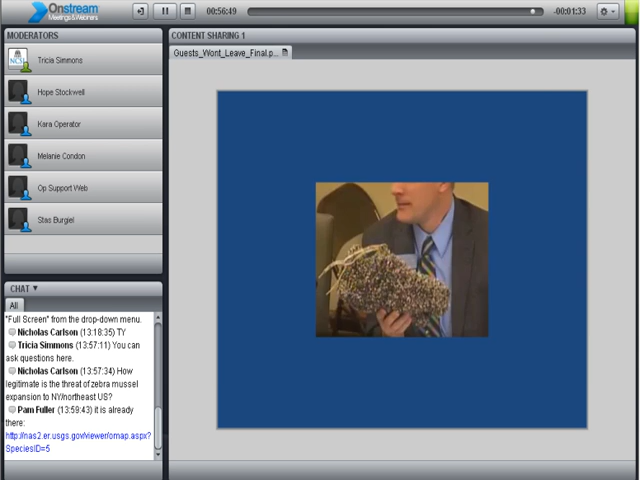 Onstream
Meetings & Webinars
00:56:49
-00:01:33
MODERATORS
Tricia Simmons
Hope Stockwell
Kara Operator
Melanie Condon
Op Support Web
Stas Burgiel
CHAT
All
"Full Screen" from the drop-down menu.
Nicholas Carlson (13:18:35) TY
Tricia Simmons (13:57:11) You can
ask questions here.
Nicholas Carlson (13:57:34) How
legitimate is the threat of zebra mussel
expansion to NY/northeast US?
Pam Fuller (13:59:43) it is already
there:
http://nas2.er.usgs.gov/viewer/omap.aspx?
SpeciesID=5
CONTENT SHARING 1
Guests_Wont_Leave_Final.p...